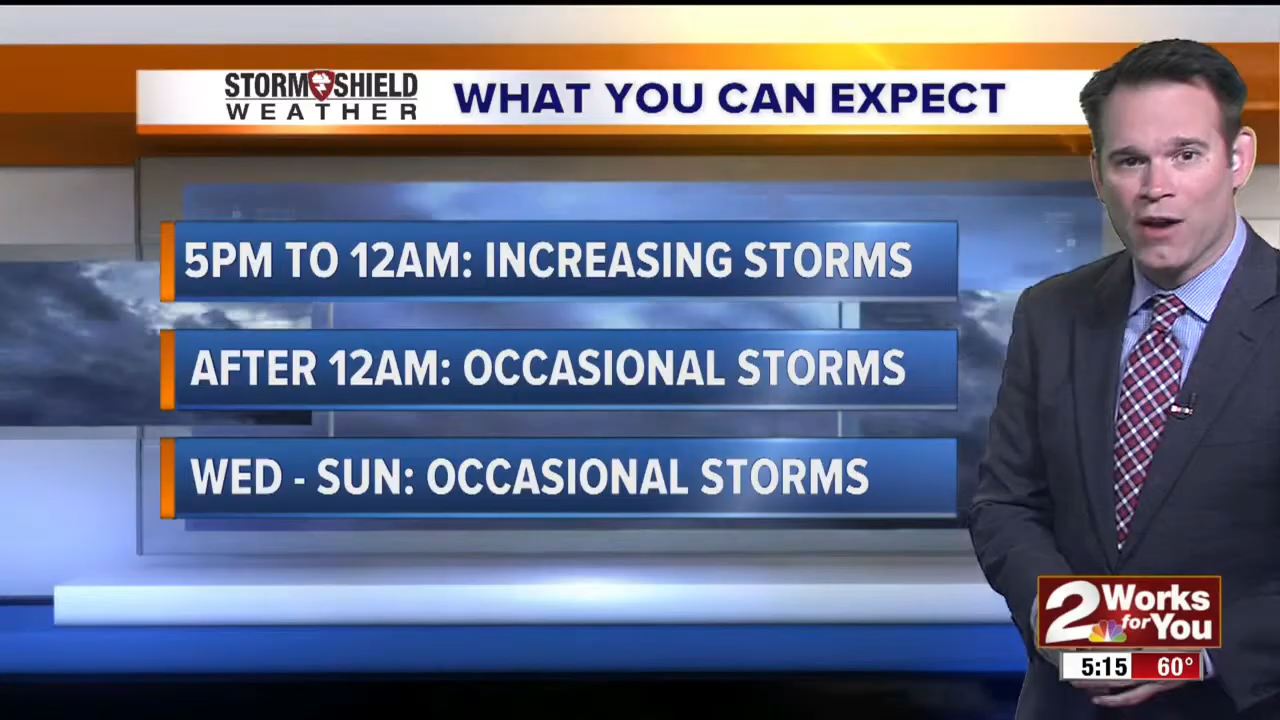 STORM SHIELD
WEATHER
WHAT YOU CAN EXPECT
5PM TO 12AM: INCREASING STORMS
AFTER 12AM: OCCASIONAL STORMS
WED - SUN: OCCASIONAL STORMS
2 Works
for You
5:15 60°